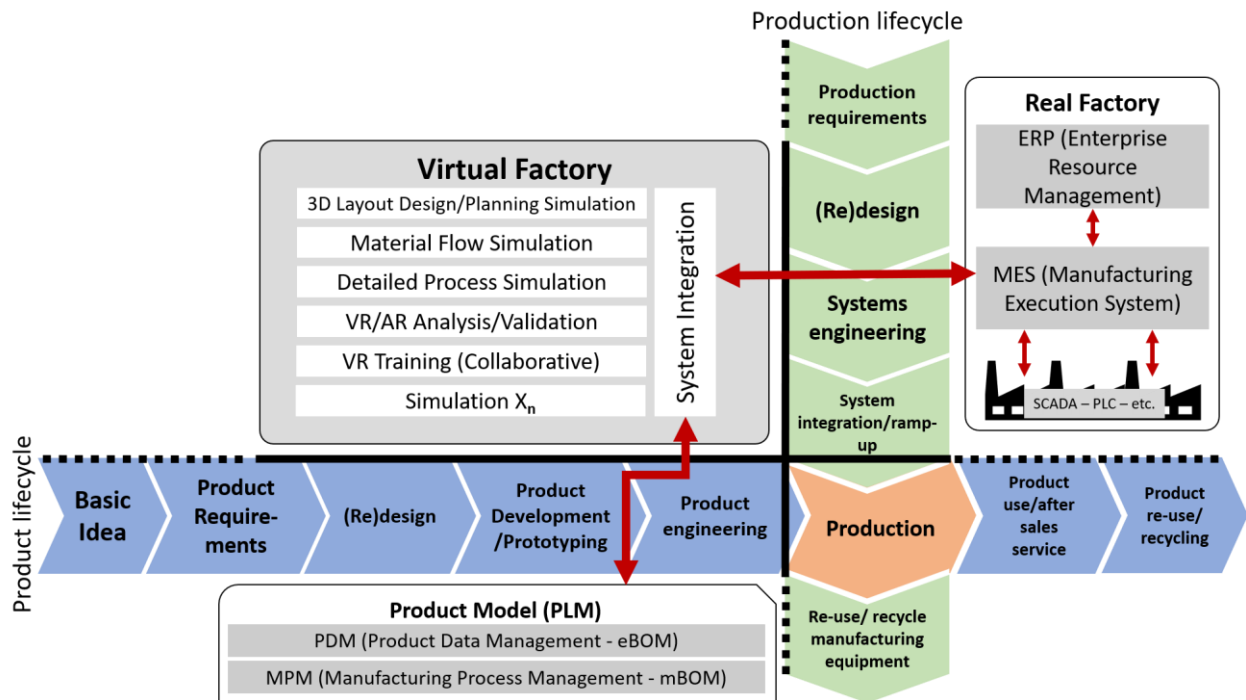 Production lifecycle
Production
requirements
(Re)design
Systems
engineering
System
integration/ramp-
up
Real Factory
ERP (Enterprise
Resource
Management)
MES (Manufacturing
Execution System)
SCADA – PLC – etc.
Virtual Factory
3D Layout Design/Planning Simulation
Material Flow Simulation
Detailed Process Simulation
VR/AR Analysis/Validation
VR Training (Collaborative)
Simulation Xn
System Integration
Product lifecycle
Basic
Idea
Product
Require-
ments
(Re)design
Product
Development
/Prototyping
Product
engineering
Production
Product
use/after
sales
service
Product
re-use/
recycling
Re-use/ recycle
manufacturing
equipment
Product Model (PLM)
PDM (Product Data Management - eBOM)
MPM (Manufacturing Process Management - mBOM)